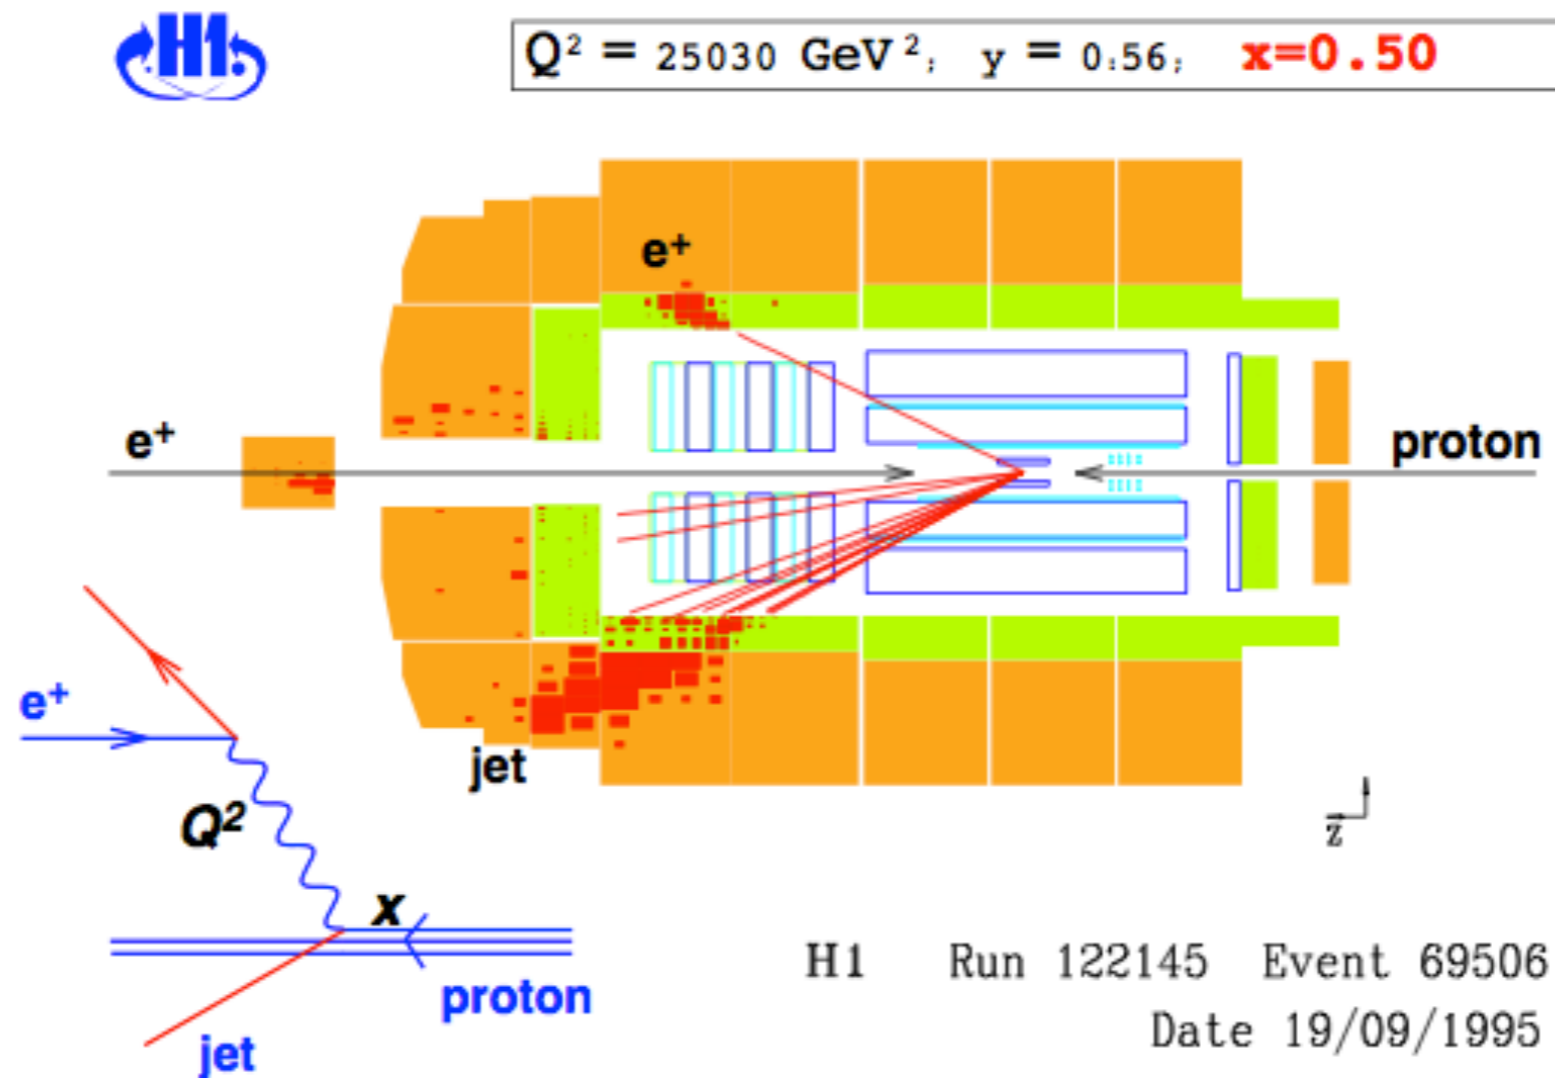 H1
Q² = 25030 GeV²; y = 0.56; x=0.50
e⁺
e⁺
proton
jet
e⁺
Q²
z
x
proton
jet
H1 Run 122145 Event 69506
Date 19/09/1995